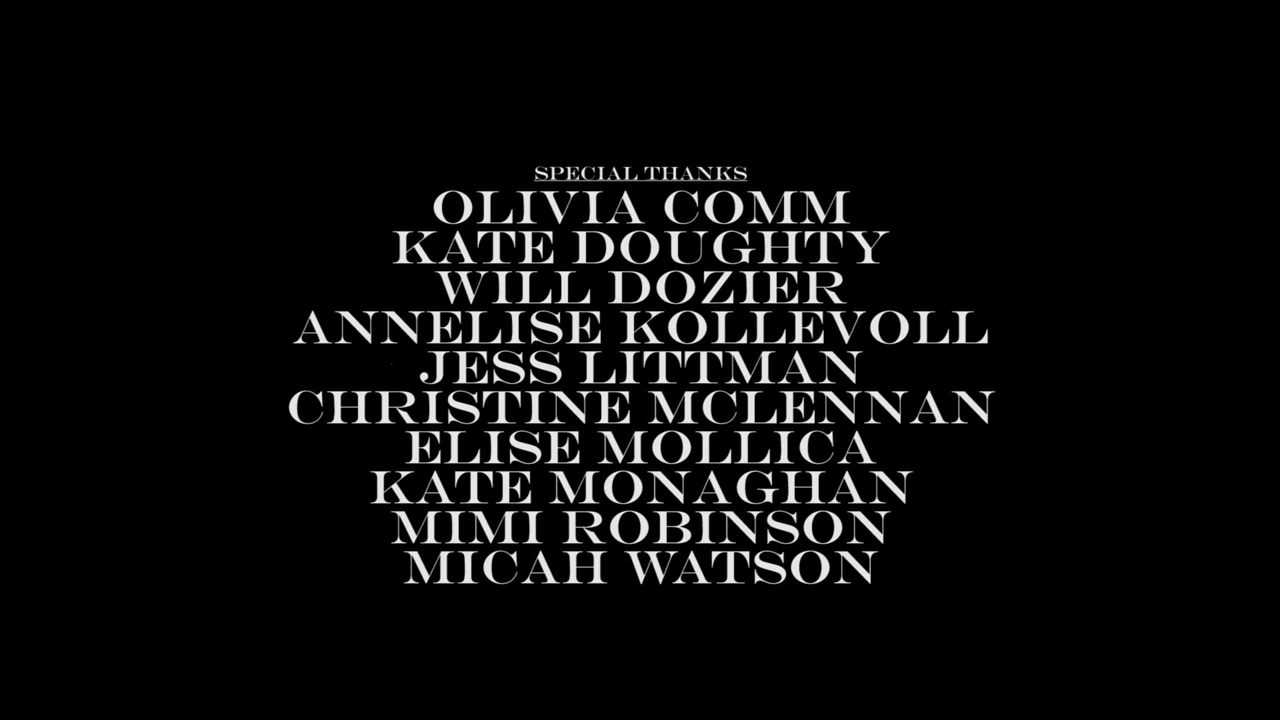 SPECIAL THANKS
OLIVIA COMM
KATE DOUGHTY
WILL DOZIER
ANNELISE KOLLEVOLL
JESS LITTMAN
CHRISTINE MCLENNAN
ELISE MOLLICA
KATE MONAGHAN
MIMI ROBINSON
MICAH WATSON